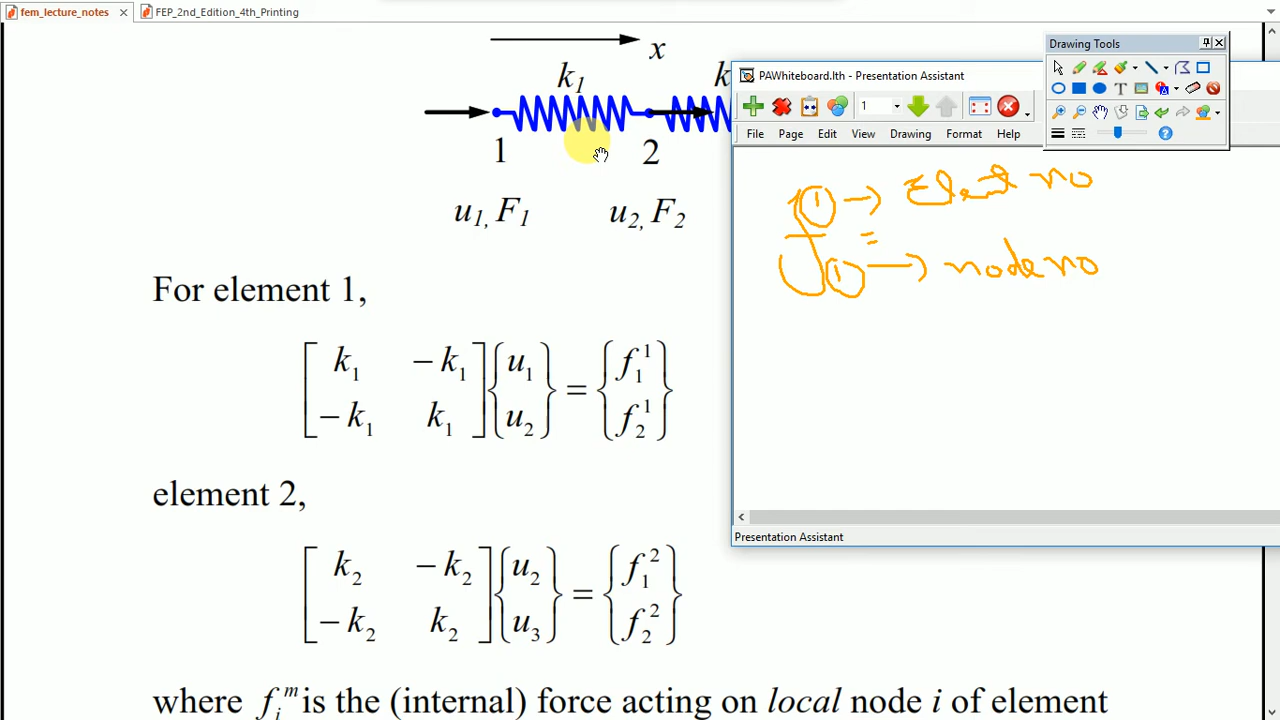 fem_lecture_notes × FEP_2nd_Edition_4th_Printing
Drawing Tools
PAWhiteboard.lth - Presentation Assistant
1
File Page Edit View Drawing Format Help
x
k1 k
1 2
u1, F1 u2, F2
f 1 → Element no
1 → node no
For element 1,
[ k1 −k1 ] { u1 } = { f1^1 }
[ −k1 k1 ] { u2 } { f2^1 }
element 2,
[ k2 −k2 ] { u2 } = { f1^2 }
[ −k2 k2 ] { u3 } { f2^2 }
Presentation Assistant
where fi^m is the (internal) force acting on local node i of element